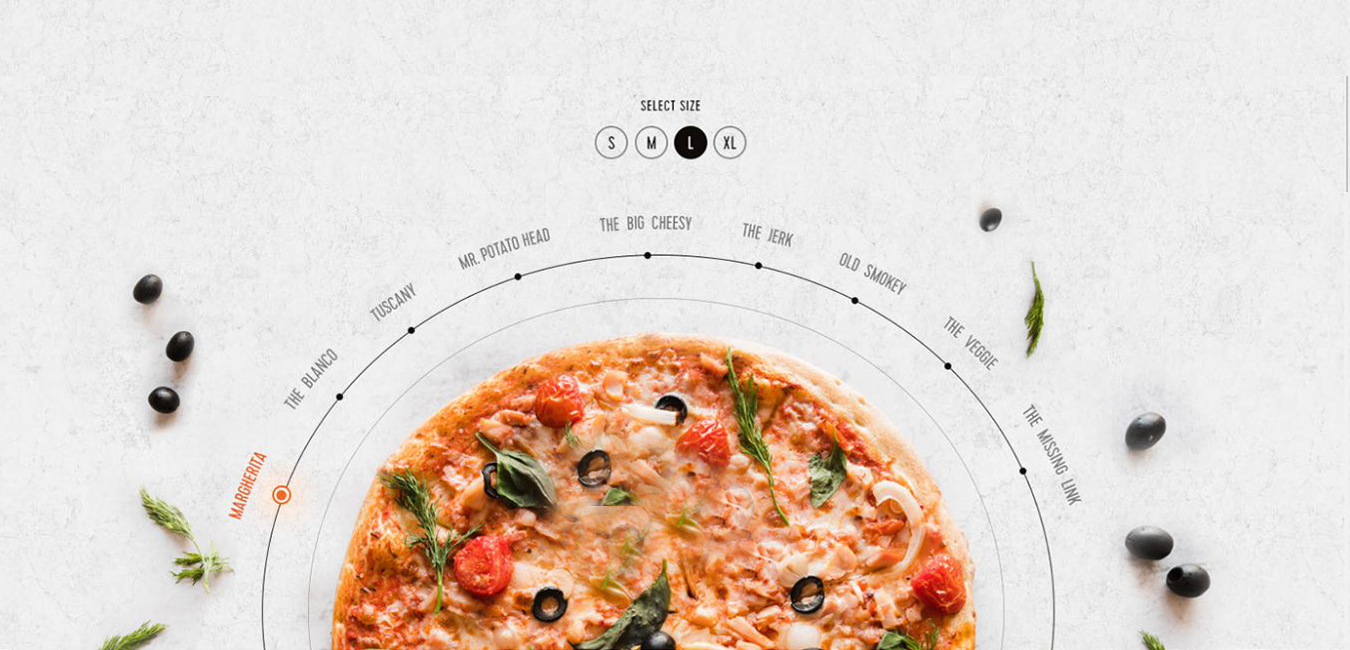 SELECT SIZE
S M L XL
MARGHERITA
THE BLANCO
TUSCANY
MR. POTATO HEAD
THE BIG CHEESY
THE JERK
OLD SMOKEY
THE VEGGIE
THE MISSING LINK